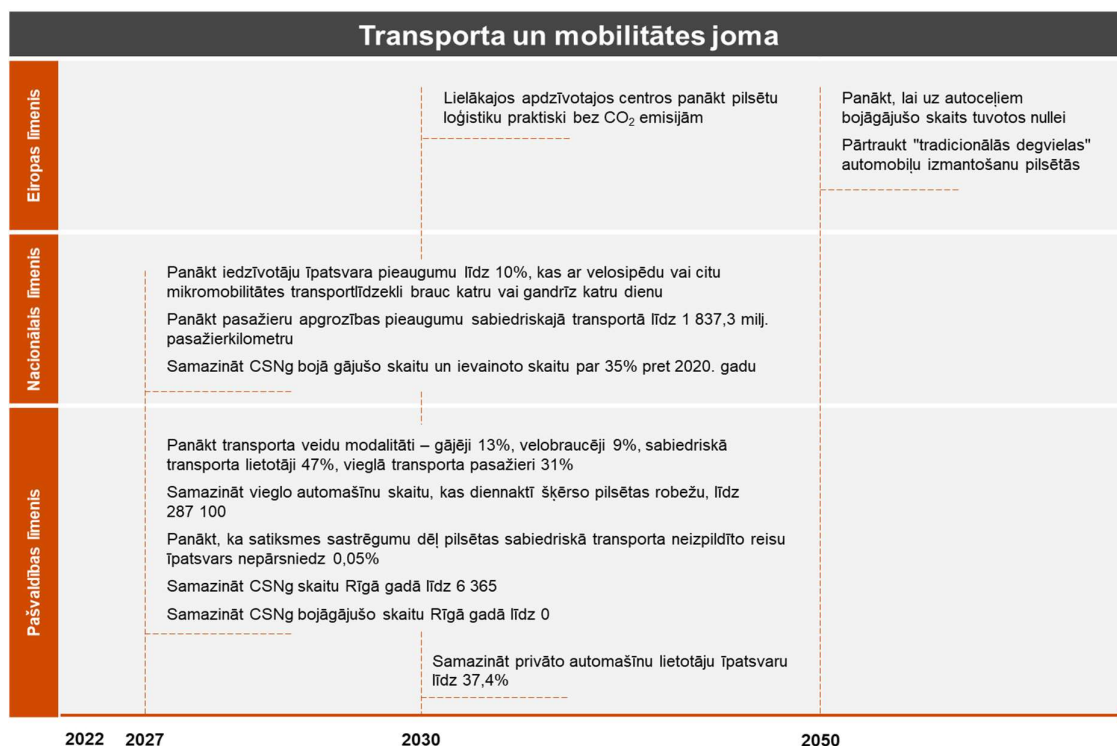 Transporta un mobilitātes joma
Eiropas līmenis
Lielākajos apdzīvotajos centros panākt pilsētu
loģistiku praktiski bez CO₂ emisijām
Panākt, lai uz autoceļiem
bojāgājušo skaits tuvotos nullei
Pārtraukt "tradicionālās degvielas"
automobiļu izmantošanu pilsētās
Nacionālais līmenis
Panākt iedzīvotāju īpatsvara pieaugumu līdz 10%, kas ar velosipēdu vai citu
mikromobilitātes transportlīdzekli brauc katru vai gandrīz katru dienu
Panākt pasažieru apgrozības pieaugumu sabiedriskajā transportā līdz 1 837,3 milj.
pasažierkilometru
Samazināt CSNg bojā gājušo skaitu un ievainoto skaitu par 35% pret 2020. gadu
Pašvaldības līmenis
Panākt transporta veidu modalitāti – gājēji 13%, velobraucēji 9%, sabiedriskā
transporta lietotāji 47%, vieglā transporta pasažieri 31%
Samazināt vieglo automašīnu skaitu, kas diennaktī šķērso pilsētas robežu, līdz
287 100
Panākt, ka satiksmes sastrēgumu dēļ pilsētas sabiedriskā transporta neizpildīto reisu
īpatsvars nepārsniedz 0,05%
Samazināt CSNg skaitu Rīgā gadā līdz 6 365
Samazināt CSNg bojāgājušo skaitu Rīgā gadā līdz 0
Samazināt privāto automašīnu lietotāju īpatsvaru
līdz 37,4%
2022 2027 2030 2050